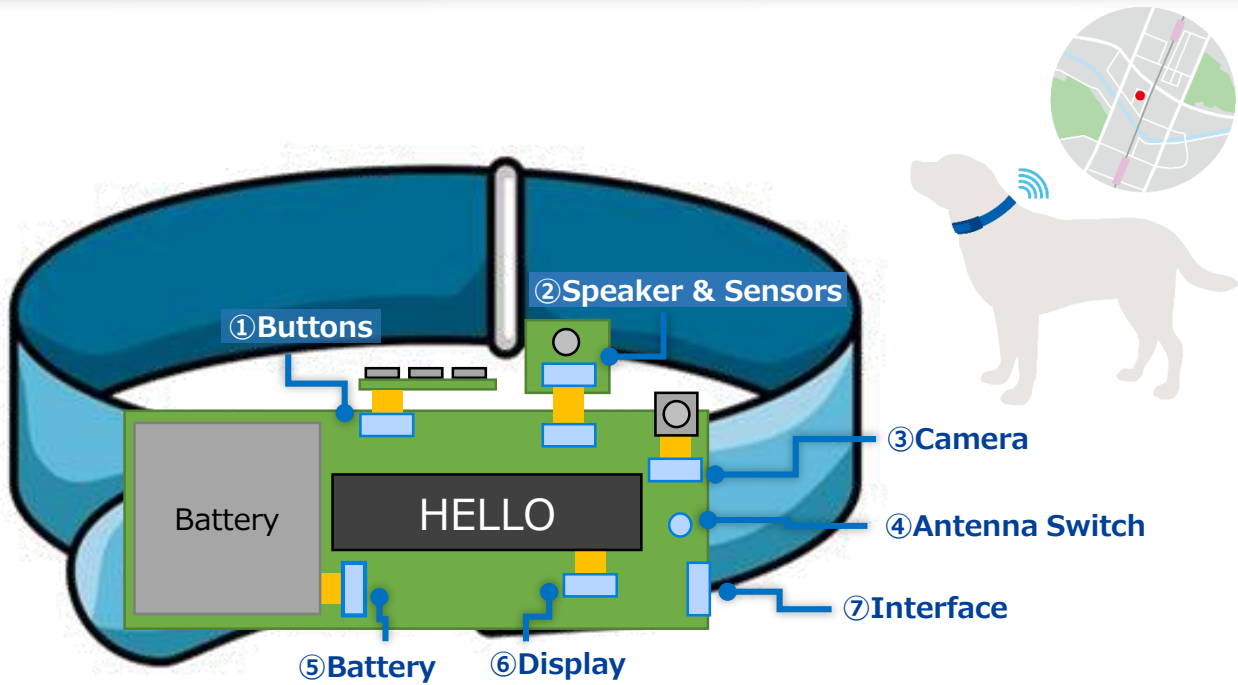 ②Speaker & Sensors
①Buttons
③Camera
Battery
HELLO
④Antenna Switch
⑦Interface
⑤Battery
⑥Display